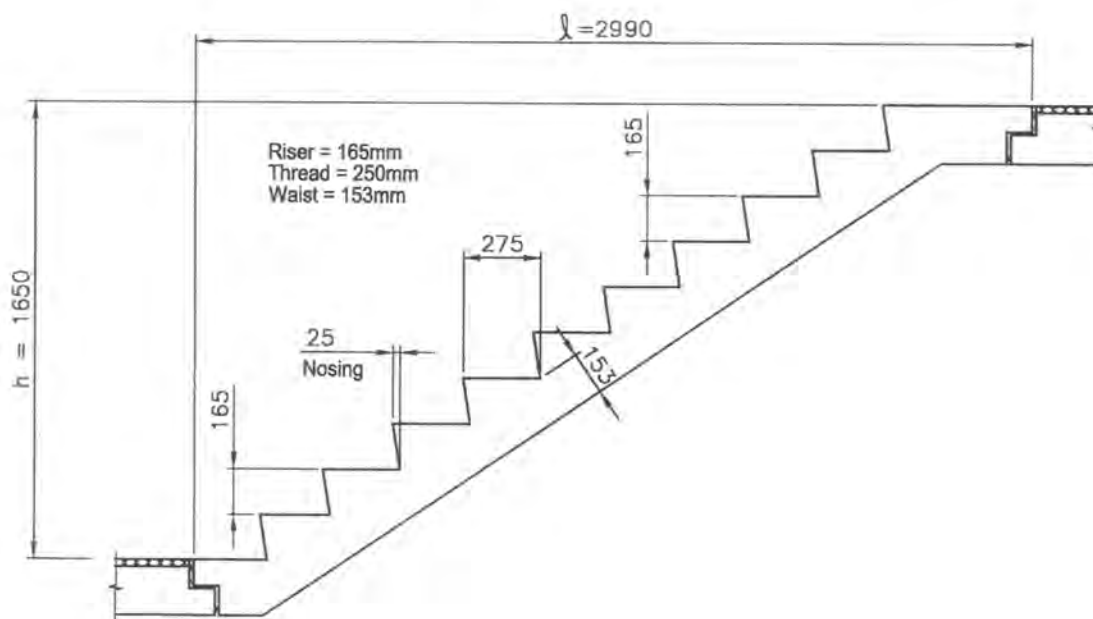 l = 2990
Riser = 165mm
Thread = 250mm
Waist = 153mm
165
275
h = 1650
25
Nosing
153
165